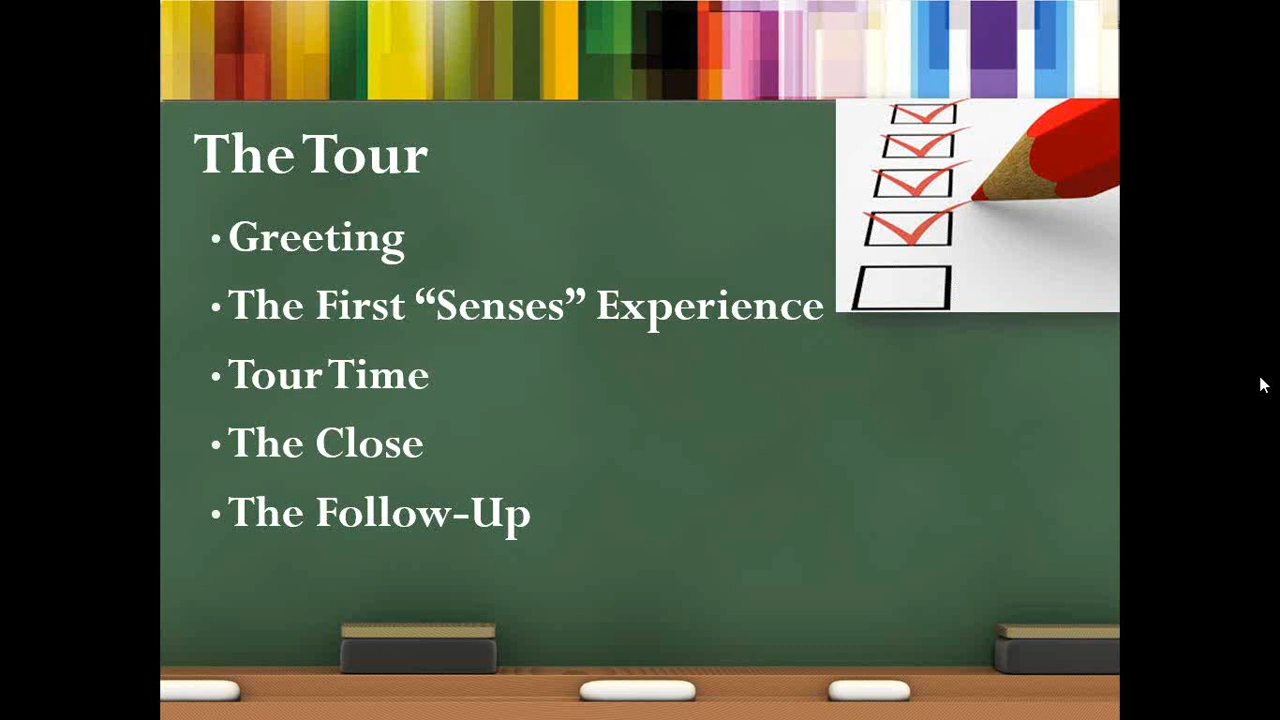 The Tour
• Greeting
• The First “Senses” Experience
• Tour Time
• The Close
• The Follow-Up